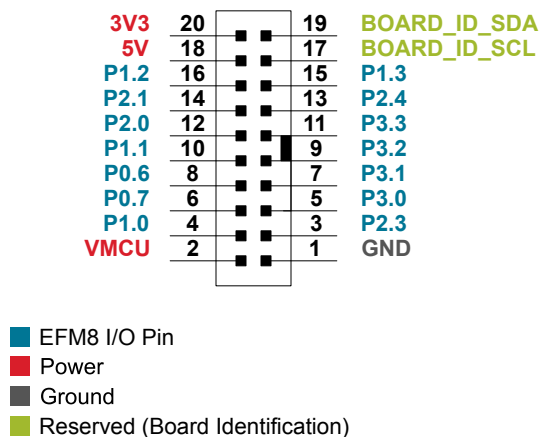 3V3 20 19 BOARD_ID_SDA
5V 18 17 BOARD_ID_SCL
P1.2 16 15 P1.3
P2.1 14 13 P2.4
P2.0 12 11 P3.3
P1.1 10 9 P3.2
P0.6 8 7 P3.1
P0.7 6 5 P3.0
P1.0 4 3 P2.3
VMCU 2 1 GND
EFM8 I/O Pin
Power
Ground
Reserved (Board Identification)